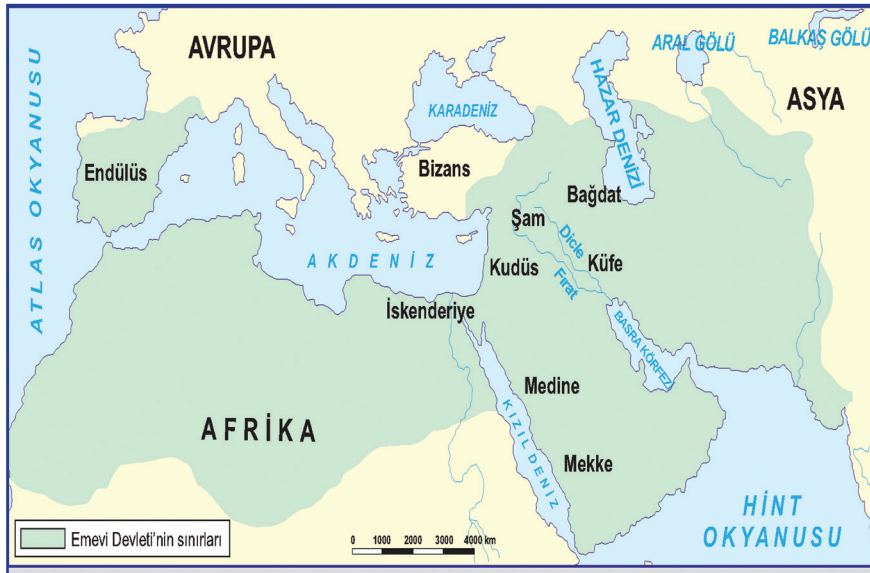 AVRUPA
ARAL GÖLÜ
BALKAŞ GÖLÜ
ASYA
ATLAS OKYANUSU
KARADENİZ
HAZAR DENİZİ
Endülüs
Bizans
Bağdat
Şam
Dicle
AKDENİZ
Kudüs
Küfe
Fırat
İskenderiye
BASRA KÖRFEZİ
Medine
AFRİKA
KIZILDENİZ
Mekke
HİNT
OKYANUSU
Emevi Devleti'nin sınırları
0 1000 2000 3000 4000 km